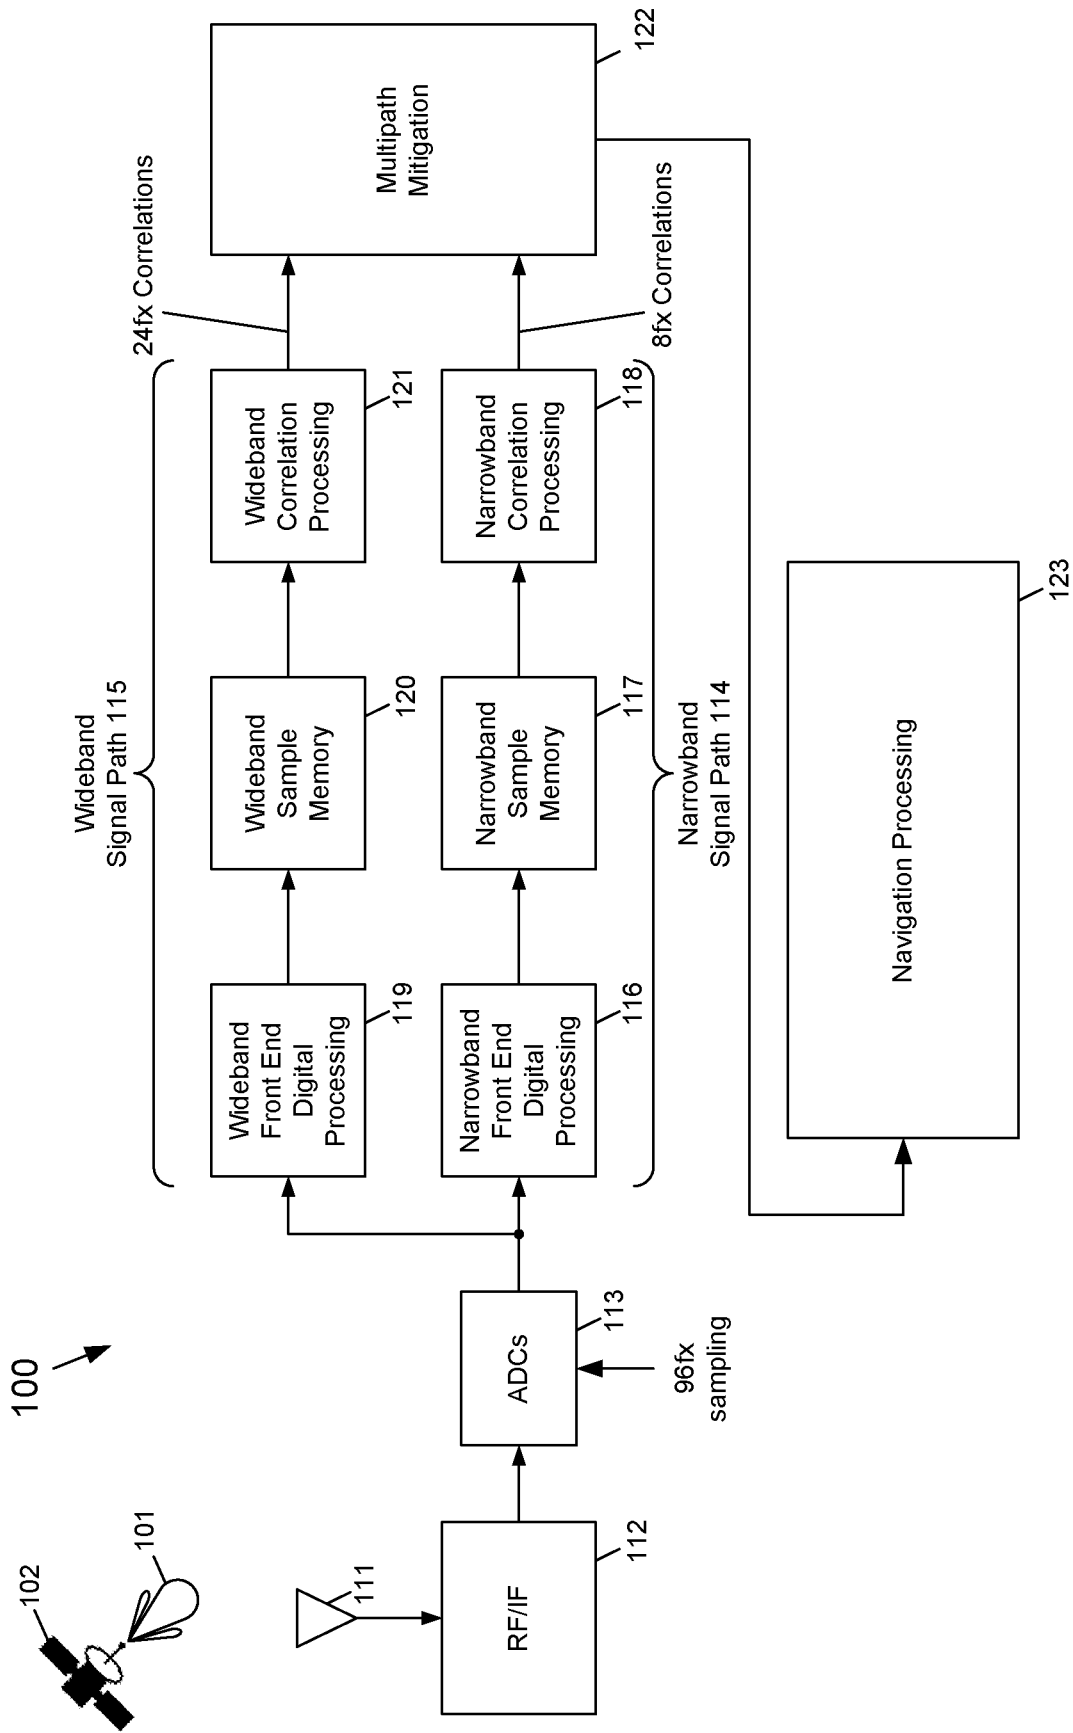 100
102
101
111
RF/IF
112
ADCs
113
96fx
sampling
Wideband
Signal Path 115
Wideband
Front End
Digital
Processing
119
Wideband
Sample
Memory
120
Wideband
Correlation
Processing
121
24fx Correlations
Narrowband
Front End
Digital
Processing
116
Narrowband
Sample
Memory
117
Narrowband
Correlation
Processing
118
8fx Correlations
Narrowband
Signal Path 114
Multipath
Mitigation
122
Navigation Processing
123